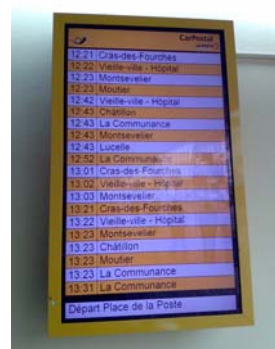 CarPostal
12:21 Cras-des-Fourches
12:22 Vieille-ville - Hôpital
12:23 Montsevelier
12:23 Moutier
12:42 Vieille-ville - Hôpital
12:43 Châtillon
12:43 La Communance
12:43 Montsevelier
12:43 Lucelle
12:52 La Communance
13:01 Cras-des-Fourches
13:02 Vieille-ville - Hôpital
13:03 Montsevelier
13:21 Cras-des-Fourches
13:22 Vieille-ville - Hôpital
13:23 Montsevelier
13:23 Châtillon
13:23 Moutier
13:23 La Communance
13:31 La Communance
Départ Place de la Poste